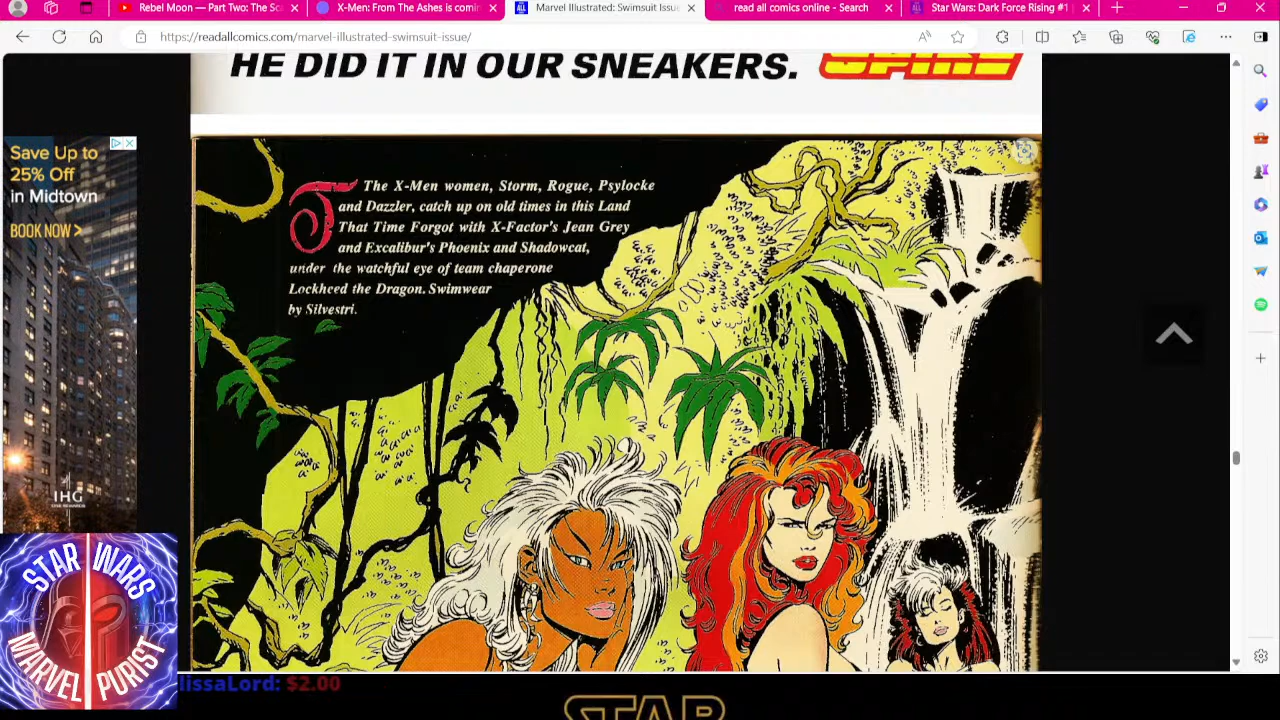 Rebel Moon — Part Two: The Sc
X-Men: From The Ashes is comin
Marvel Illustrated: Swimsuit Issue
read all comics online - Search
Star Wars: Dark Force Rising #1
https://readallcomics.com/marvel-illustrated-swimsuit-issue/
HE DID IT IN OUR SNEAKERS. SPIRE
Save Up to
25% Off
in Midtown
BOOK NOW >
IHG
The X-Men women, Storm, Rogue, Psylocke
and Dazzler, catch up on old times in this Land
That Time Forgot with X-Factor's Jean Grey
and Excalibur's Phoenix and Shadowcat,
under the watchful eye of team chaperone
Lockheed the Dragon. Swimwear
by Silvestri.
STAR WARS
MARVEL PURIST
lissaLord: $2.00
STAR